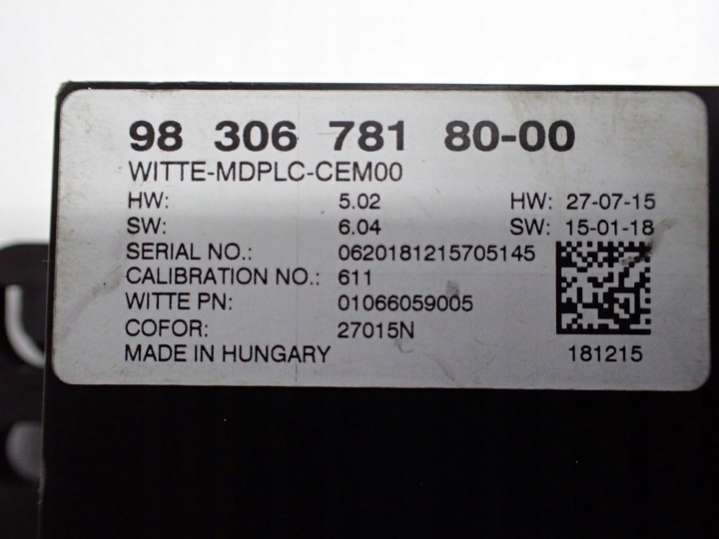 98 306 781 80-00
WITTE-MDPLC-CEM00
HW: 5.02 HW: 27-07-15
SW: 6.04 SW: 15-01-18
SERIAL NO.: 0620181215705145
CALIBRATION NO.: 611
WITTE PN: 01066059005
COFOR: 27015N
MADE IN HUNGARY 181215